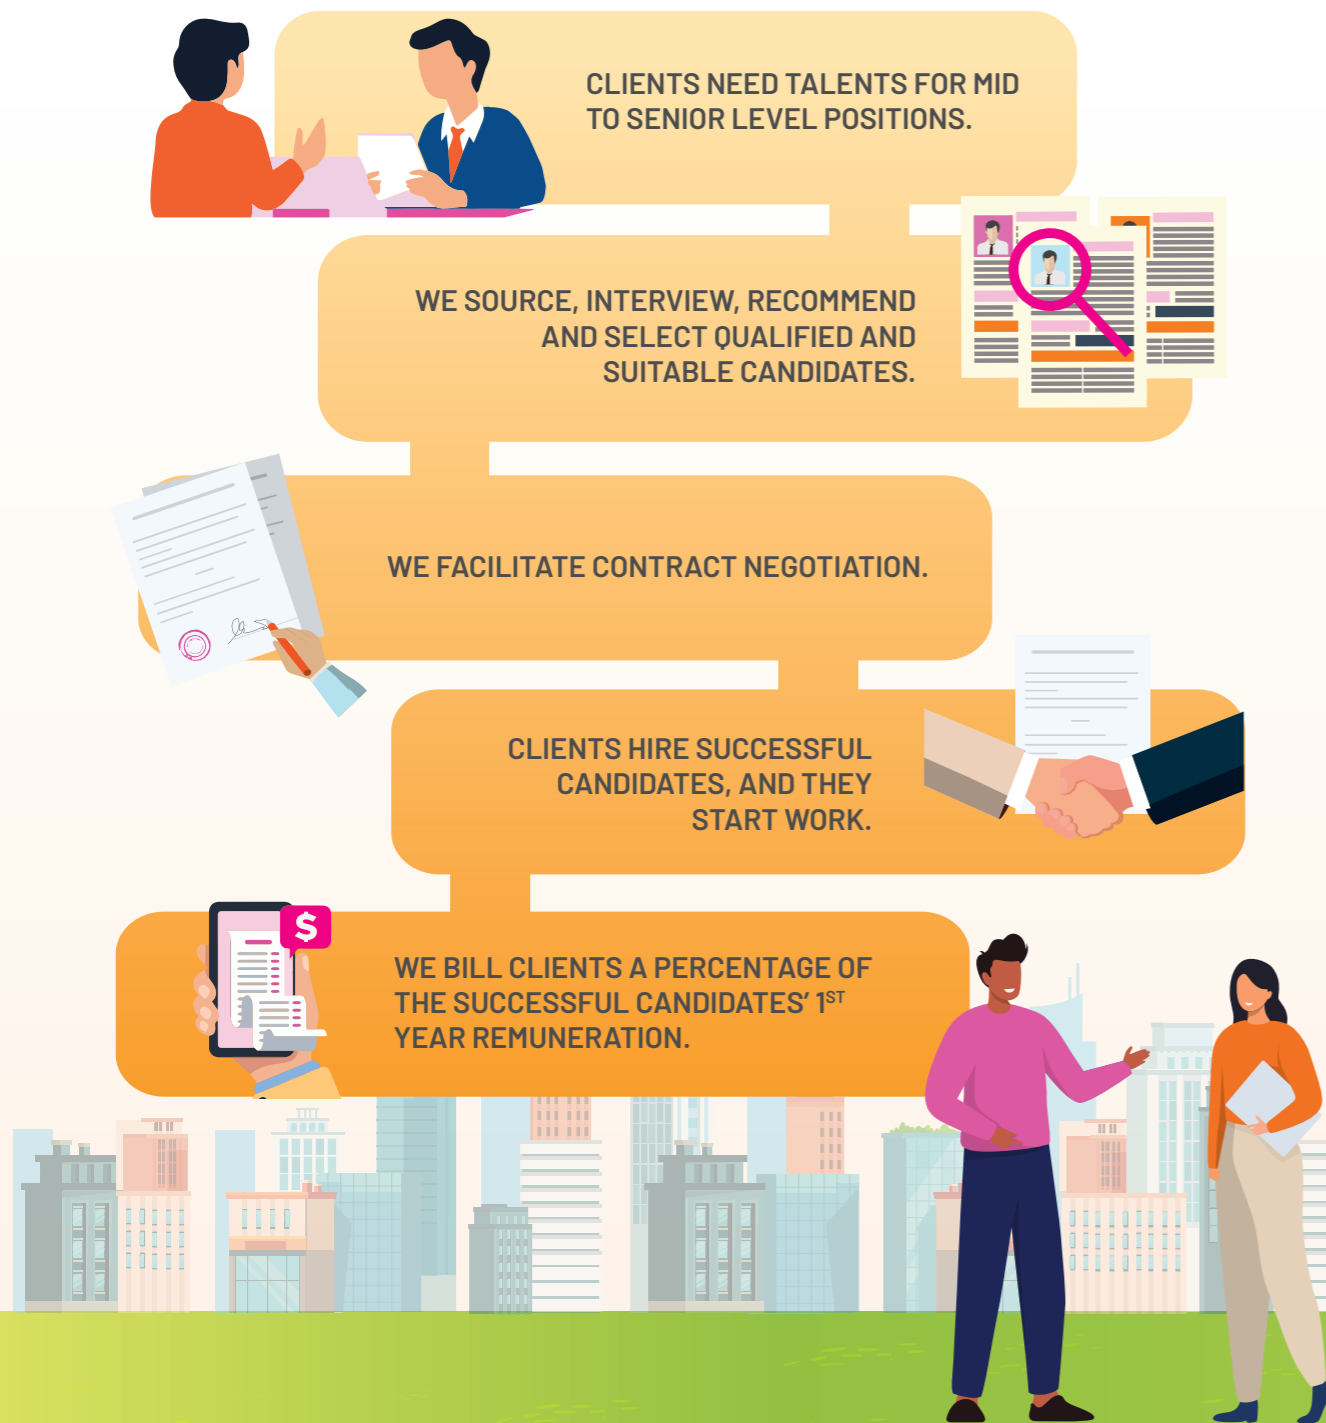 CLIENTS NEED TALENTS FOR MID
TO SENIOR LEVEL POSITIONS.
WE SOURCE, INTERVIEW, RECOMMEND
AND SELECT QUALIFIED AND
SUITABLE CANDIDATES.
WE FACILITATE CONTRACT NEGOTIATION.
CLIENTS HIRE SUCCESSFUL
CANDIDATES, AND THEY
START WORK.
$
WE BILL CLIENTS A PERCENTAGE OF
THE SUCCESSFUL CANDIDATES’ 1ST
YEAR REMUNERATION.